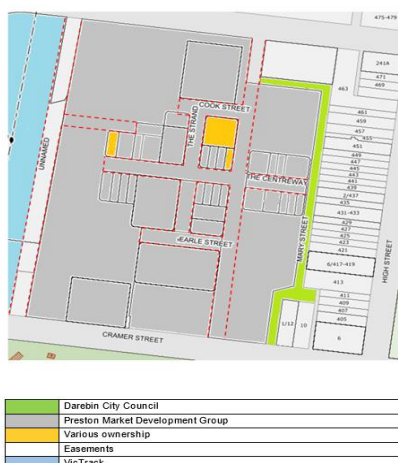 475-479
241A
471
469
463
461
459
457
455
451
449
447
445
443
441
439
2/437
435
431-433
429
427
425
423
421
6/417-419
413
411
409
407
405
1/12
10
6
COOK STREET
THE STRAND
THE CENTREWAY
EARLE STREET
UNNAMED
MARY STREET
HIGH STREET
CRAMER STREET
Darebin City Council
Preston Market Development Group
Various ownership
Easements
VicTrack